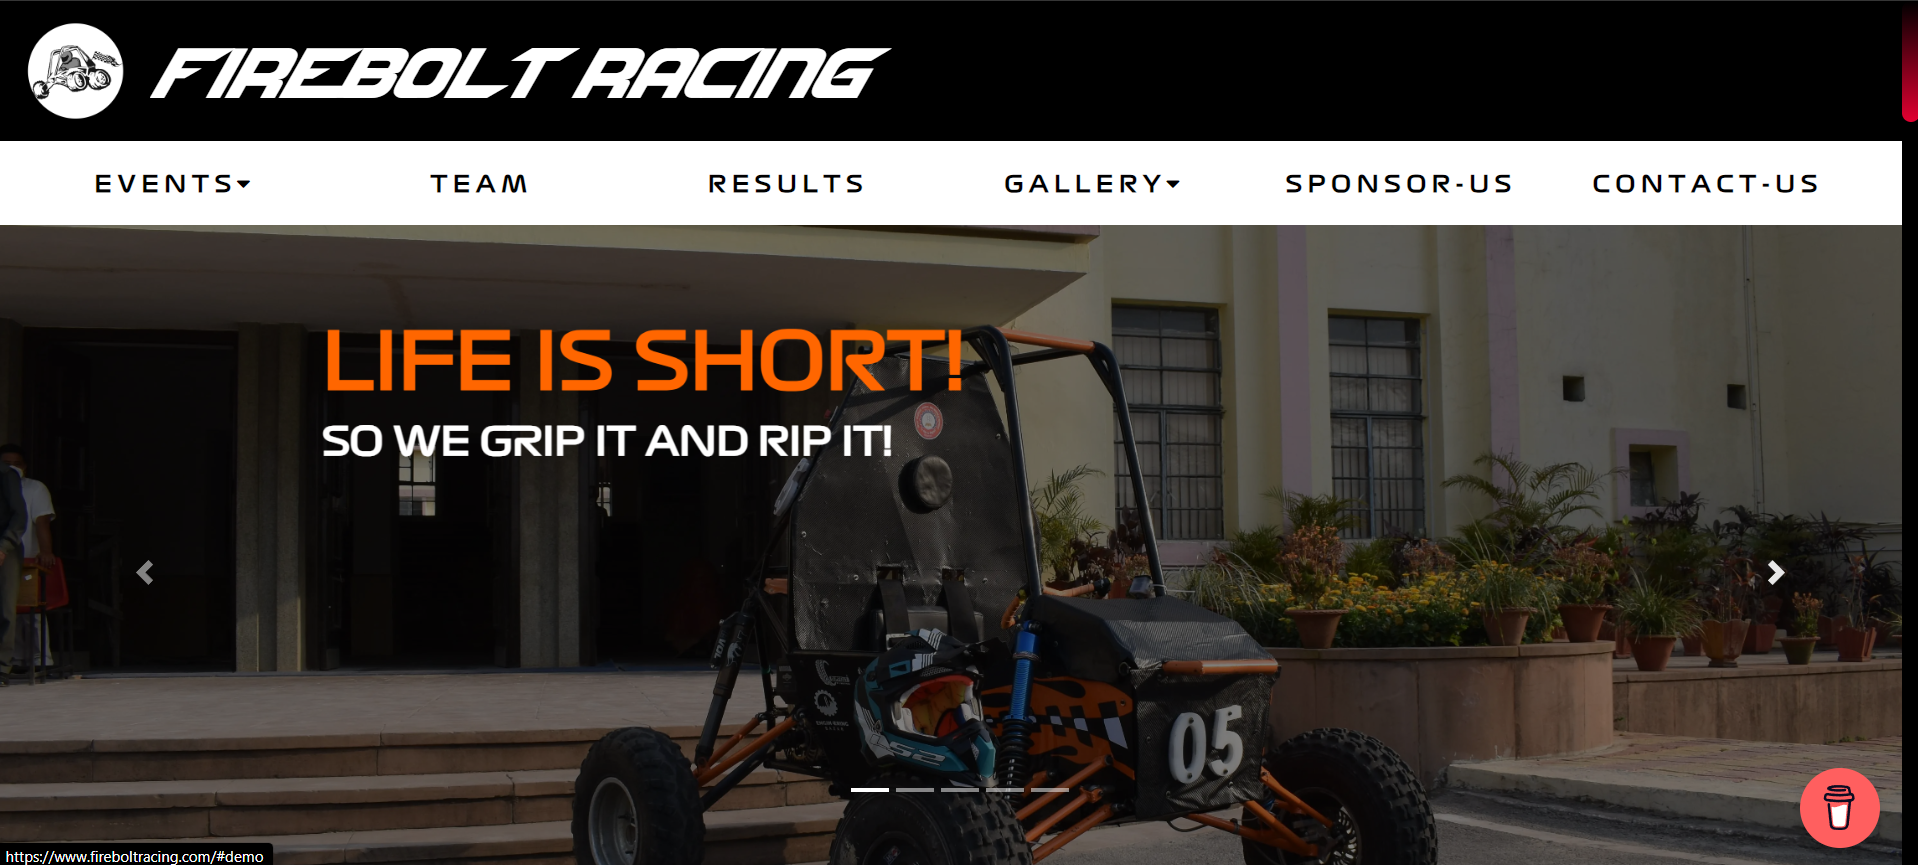 FIREBOLT RACING
EVENTS TEAM RESULTS GALLERY SPONSOR-US CONTACT-US
LIFE IS SHORT!
SO WE GRIP IT AND RIP IT!
05
https://www.fireboltracing.com/#demo